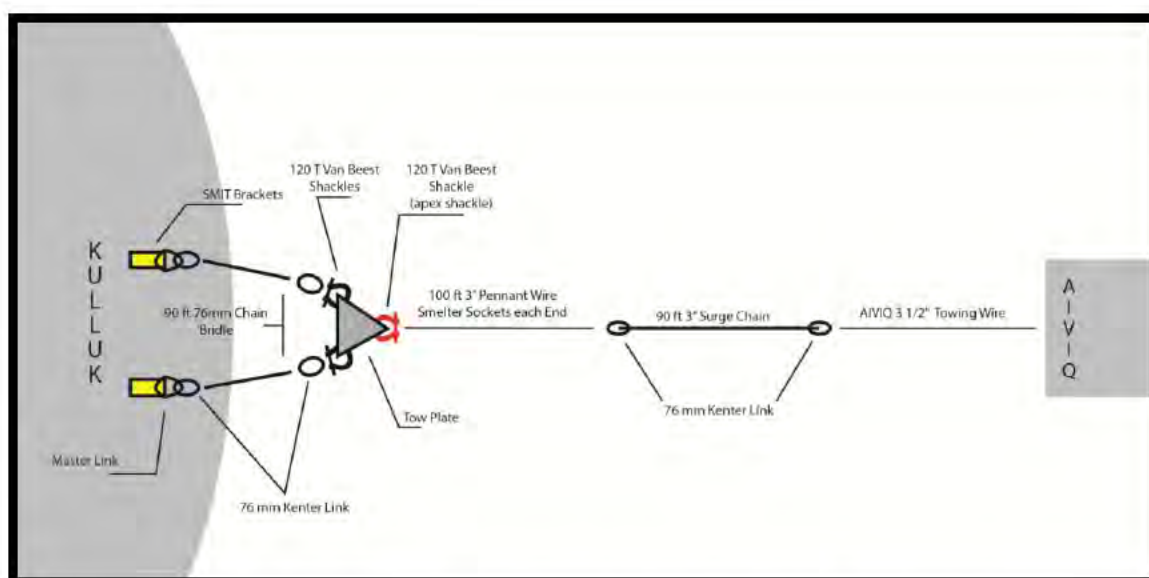 120 T Van Beest
Shackles
120 T Van Beest
Shackle
(apex shackle)
SMIT Brackets
KULLUK
90 ft 76mm Chain
Bridle
100 ft 3" Pennant Wire
Smelter Sockets each End
90 ft 3" Surge Chain
AIVIQ 3 1/2" Towing Wire
AIVIQ
76 mm Kenter Link
Tow Plate
Master Link
76 mm Kenter Link